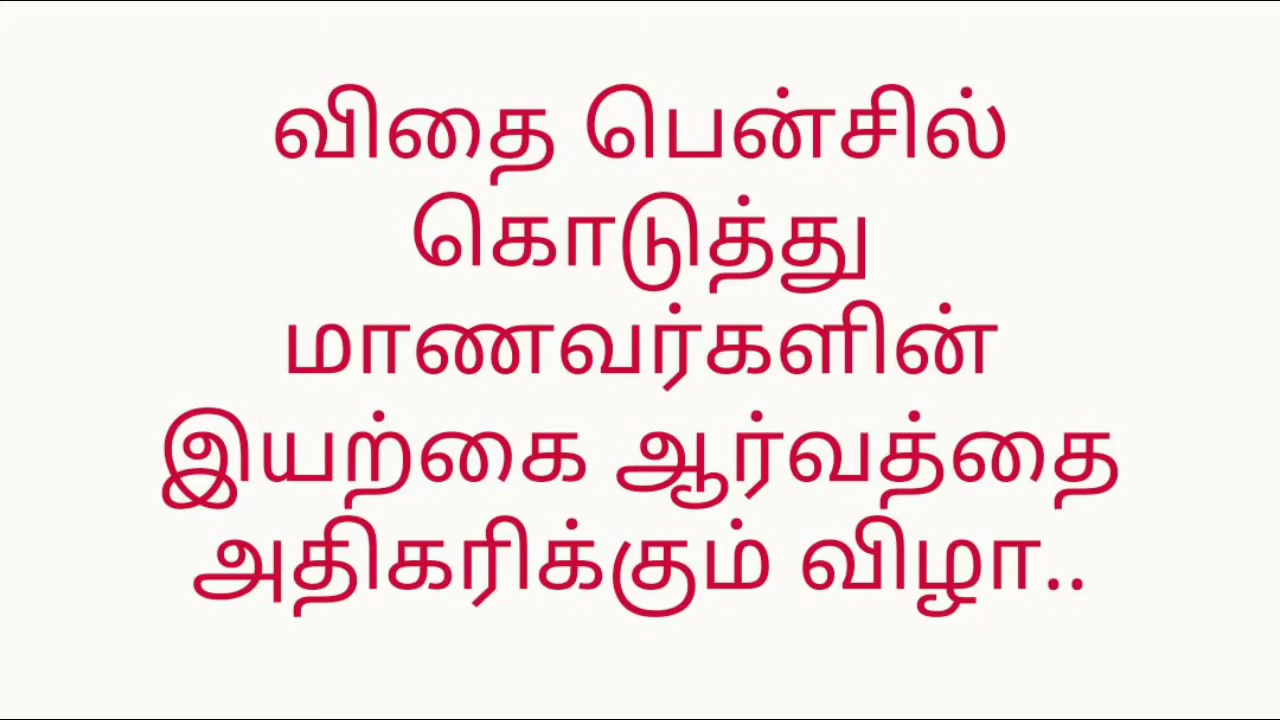 விதை பென்சில்
கொடுத்து
மாணவர்களின்
இயற்கை ஆர்வத்தை
அதிகரிக்கும் விழா..